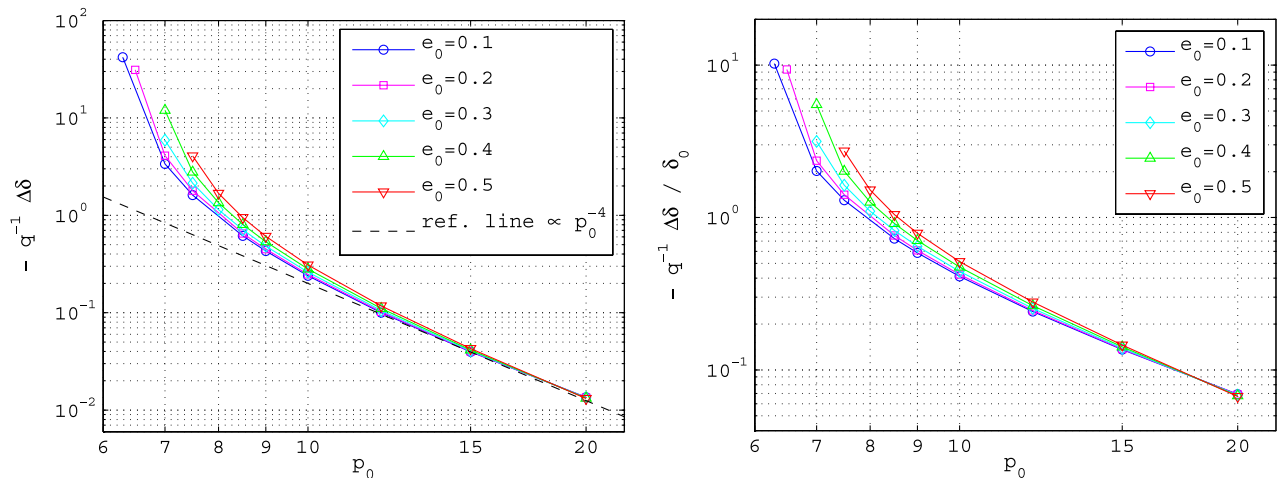 10^2
10^1
10^0
10^-1
10^-2
- q^-1 Δδ
6 7 8 9 10 15 20
p_0
e_0=0.1
e_0=0.2
e_0=0.3
e_0=0.4
e_0=0.5
ref. line ∝ p_0^-4
10^1
10^0
10^-1
- q^-1 Δδ / δ_0
6 7 8 9 10 15 20
p_0
e_0=0.1
e_0=0.2
e_0=0.3
e_0=0.4
e_0=0.5